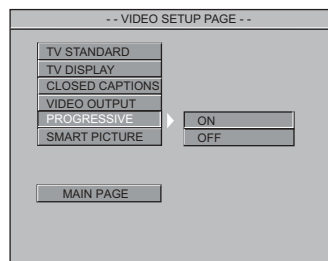 - - VIDEO SETUP PAGE - -
TV STANDARD
TV DISPLAY
CLOSED CAPTIONS
VIDEO OUTPUT
PROGRESSIVE
ON
SMART PICTURE
OFF
MAIN PAGE